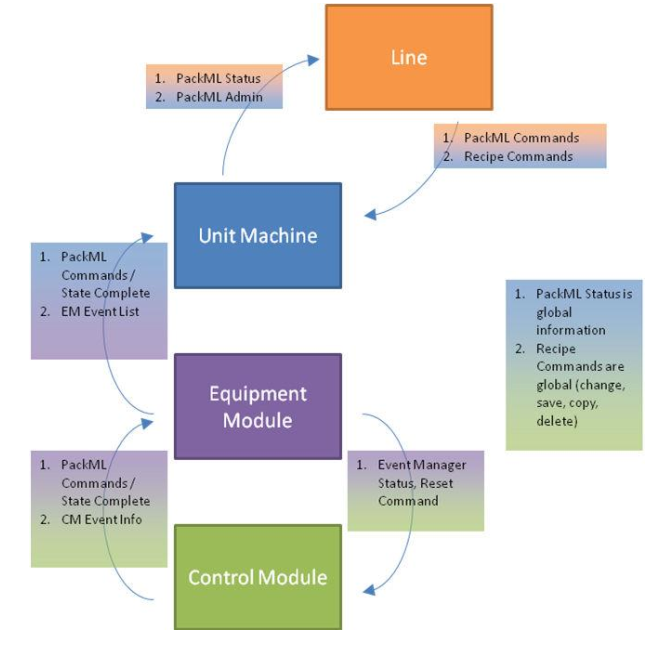 Line
1. PackML Status
2. PackML Admin
1. PackML Commands
2. Recipe Commands
Unit Machine
1. PackML
Commands /
State Complete
2. EM Event List
1. PackML Status is
global
information
2. Recipe
Commands are
global (change,
save, copy,
delete)
Equipment
Module
1. PackML
Commands /
State Complete
2. CM Event Info
1. Event Manager
Status, Reset
Command
Control Module